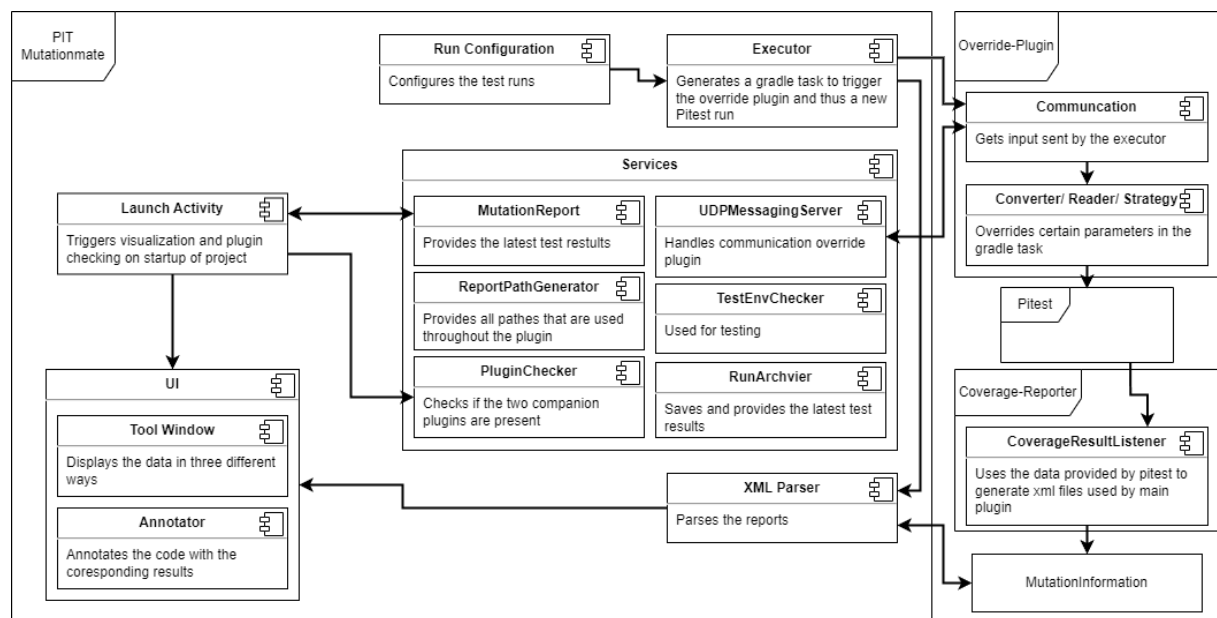 PIT
Mutationmate
Run Configuration
Configures the test runs
Executor
Generates a gradle task to trigger
the override plugin and thus a new
Pitest run
Override-Plugin
Communcation
Gets input sent by the executor
Converter/ Reader/ Strategy
Overrides certain parameters in the
gradle task
Services
MutationReport
Provides the latest test restults
UDPMessagingServer
Handles communication override
plugin
ReportPathGenerator
Provides all pathes that are used
throughout the plugin
TestEnvChecker
Used for testing
PluginChecker
Checks if the two companion
plugins are present
RunArchvier
Saves and provides the latest test
results
Launch Activity
Triggers visualization and plugin
checking on startup of project
UI
Tool Window
Displays the data in three different
ways
Annotator
Annotates the code with the
coresponding results
XML Parser
Parses the reports
Pitest
Coverage-Reporter
CoverageResultListener
Uses the data provided by pitest to
generate xml files used by main
plugin
MutationInformation